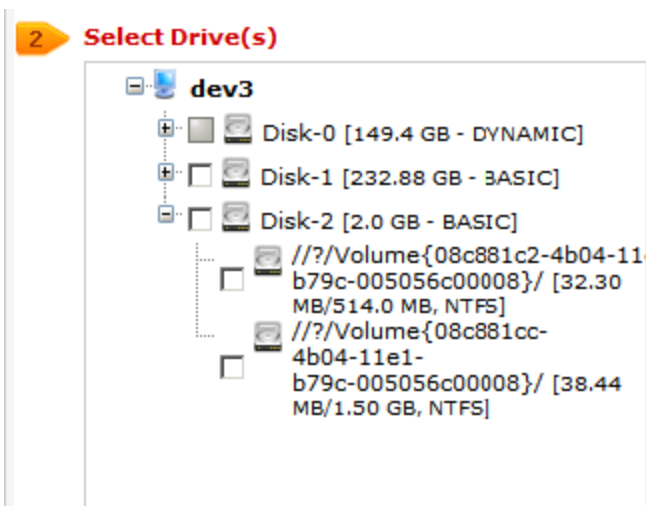 2 Select Drive(s)
dev3
Disk-0 [149.4 GB - DYNAMIC]
Disk-1 [232.88 GB - BASIC]
Disk-2 [2.0 GB - BASIC]
//?/Volume{08c881c2-4b04-11
b79c-005056c00008}/ [32.30
MB/514.0 MB, NTFS]
//?/Volume{08c881cc-
4b04-11e1-
b79c-005056c00008}/ [38.44
MB/1.50 GB, NTFS]